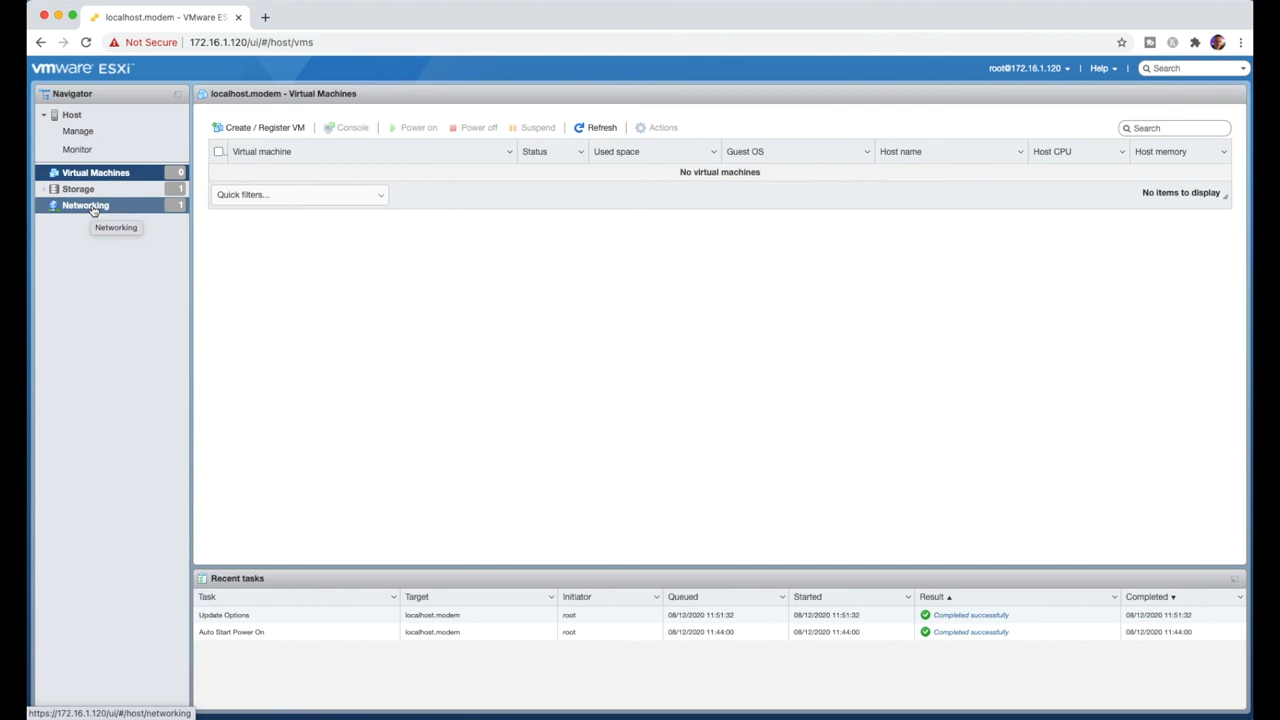 localhost.modem - VMware ES
Not Secure 172.16.1.120/ui/#/host/vms
vmware ESXi
root@172.16.1.120 | Help | Search
Navigator
Host
Manage
Monitor
Virtual Machines 0
Storage 1
Networking 1
Networking
localhost.modem - Virtual Machines
Create / Register VM | Console | Power on Power off Suspend | Refresh | Actions
Search
Virtual machine Status Used space Guest OS Host name Host CPU Host memory
No virtual machines
Quick filters...
No items to display
Recent tasks
Task Target Initiator Queued Started Result Completed
Update Options localhost.modem root 08/12/2020 11:51:32 08/12/2020 11:51:32 Completed successfully 08/12/2020 11:51:32
Auto Start Power On localhost.modem root 08/12/2020 11:44:00 08/12/2020 11:44:00 Completed successfully 08/12/2020 11:44:00
https://172.16.1.120/ui/#/host/networking